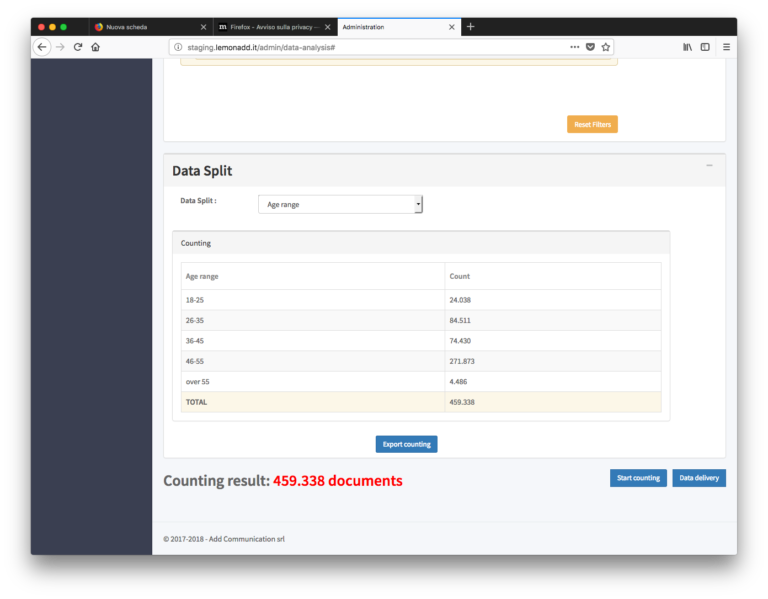 Nuova scheda
m Firefox – Avviso sulla privacy —
Administration
staging.lemonadd.it/admin/data-analysis#
Reset Filters
Data Split
Data Split :
Age range
Counting
Age range Count
18-25 24.038
26-35 84.511
36-45 74.430
46-55 271.873
over 55 4.486
TOTAL 459.338
Export counting
Counting result: 459.338 documents
Start counting
Data delivery
© 2017-2018 - Add Communication srl